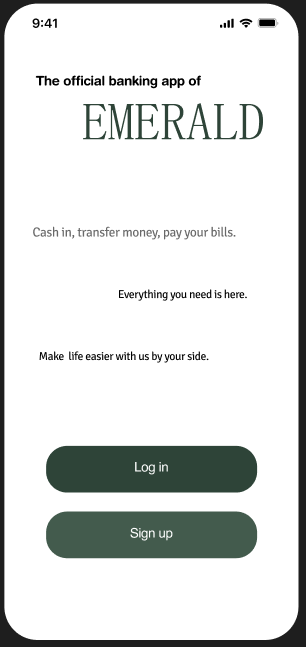 9:41
The official banking app of
EMERALD
Cash in, transfer money, pay your bills.
Everything you need is here.
Make life easier with us by your side.
Log in
Sign up